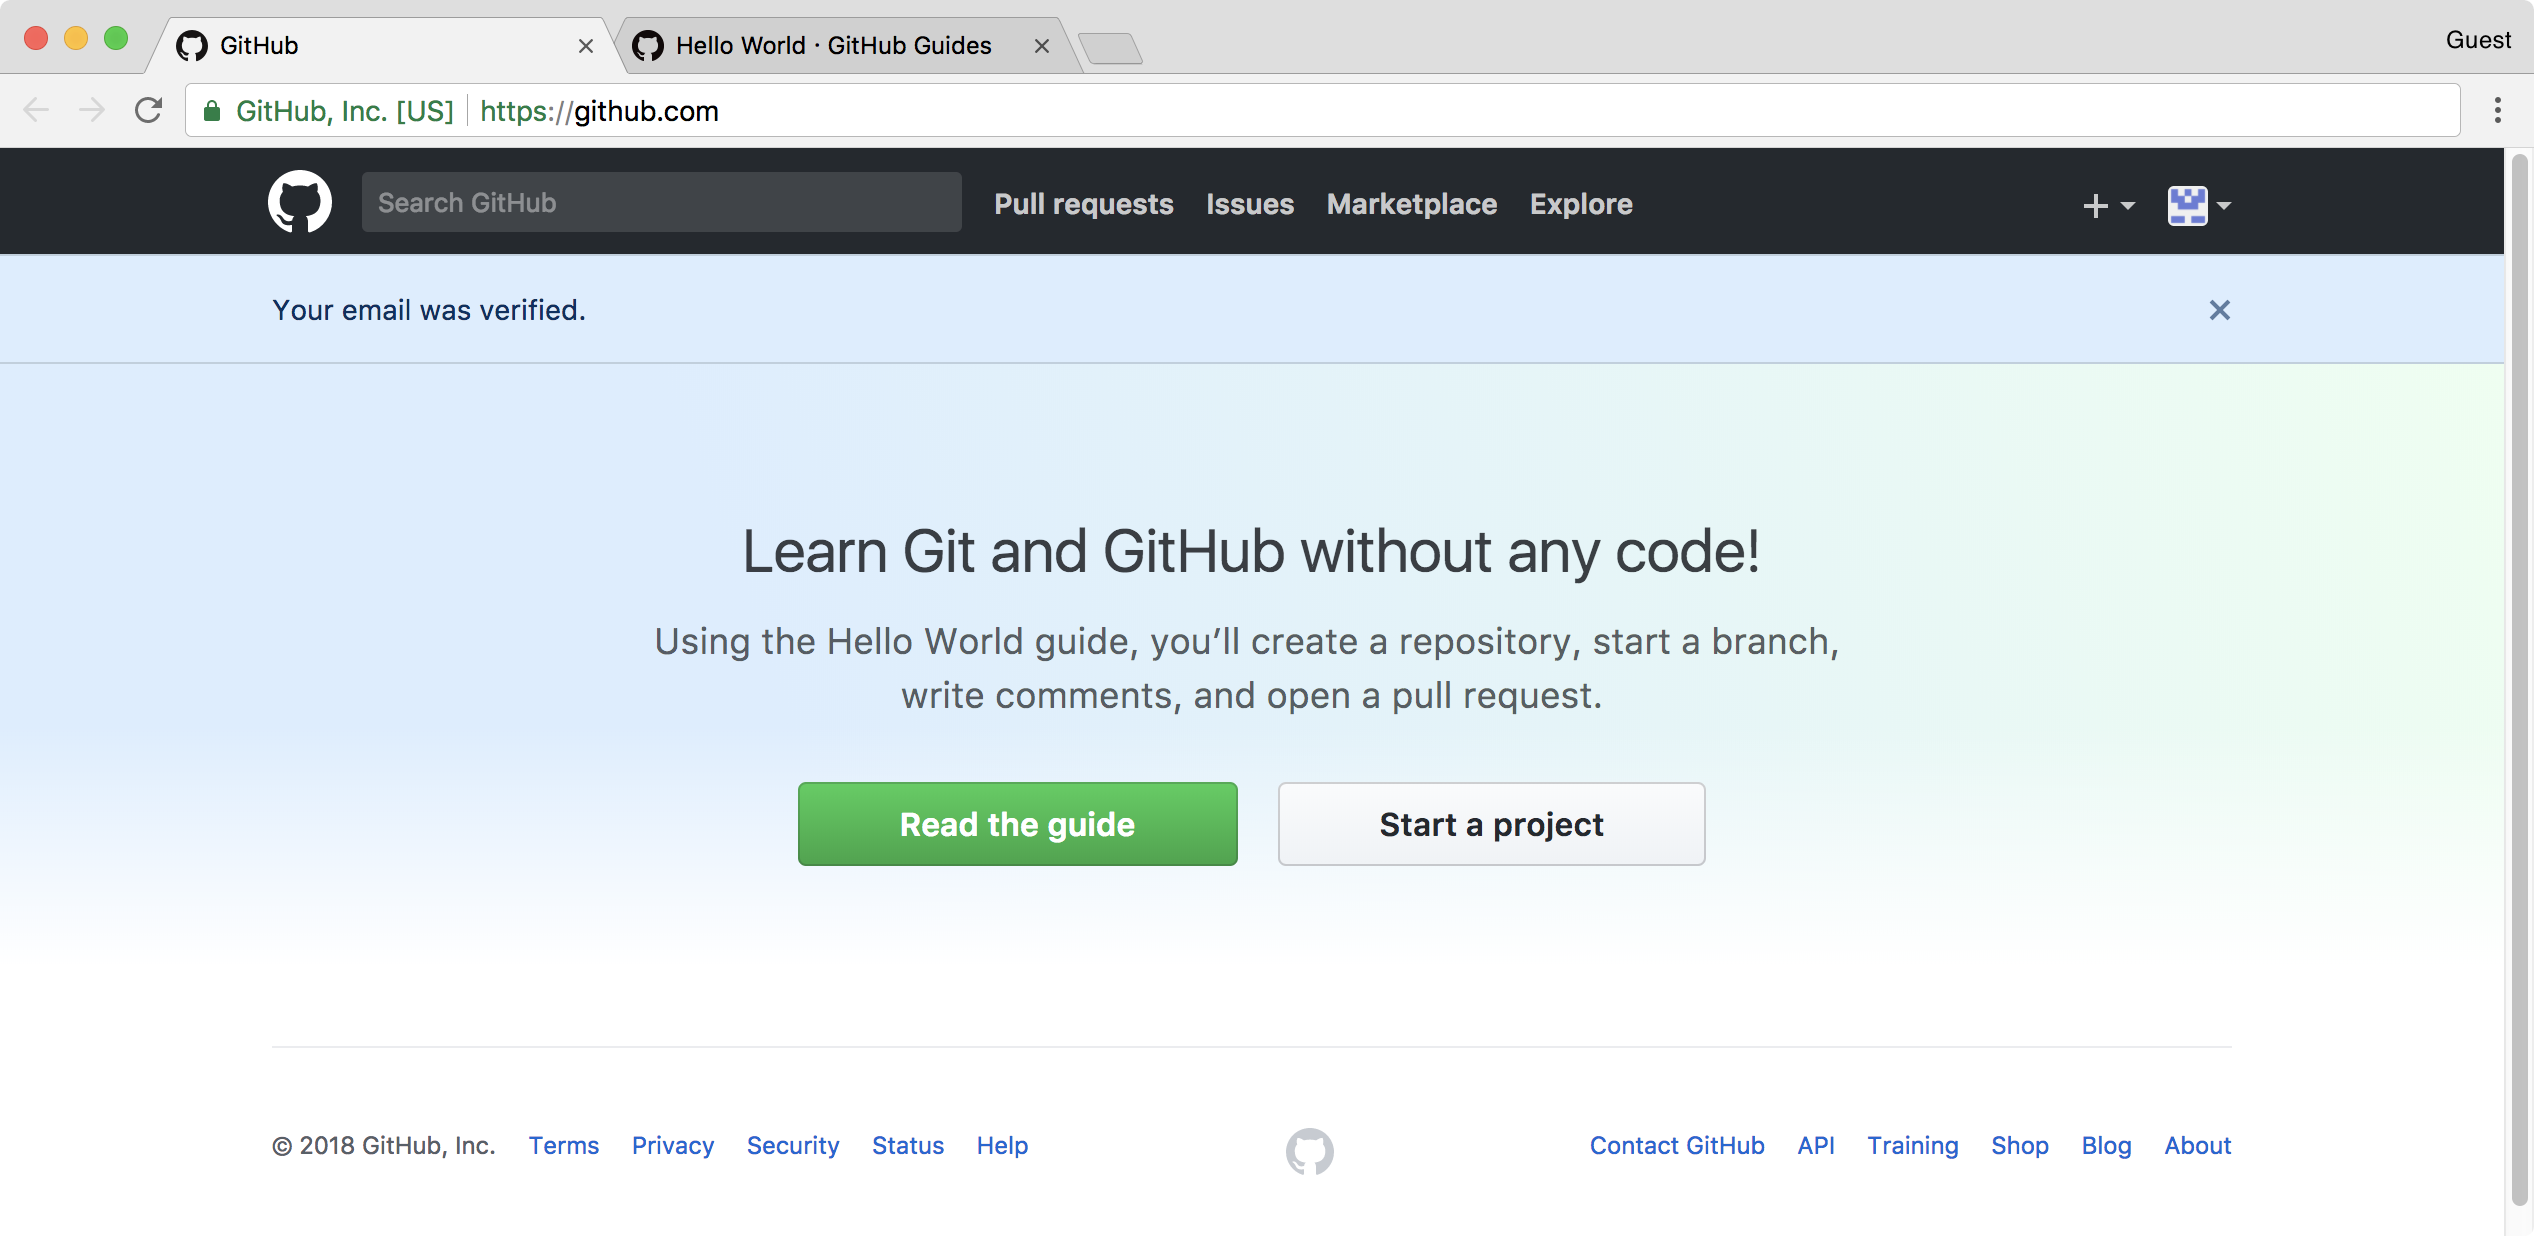 GitHub
Hello World · GitHub Guides
Guest
GitHub, Inc. [US] https://github.com
Search GitHub
Pull requests Issues Marketplace Explore
Your email was verified.
Learn Git and GitHub without any code!
Using the Hello World guide, you’ll create a repository, start a branch,
write comments, and open a pull request.
Read the guide
Start a project
© 2018 GitHub, Inc. Terms Privacy Security Status Help
Contact GitHub API Training Shop Blog About